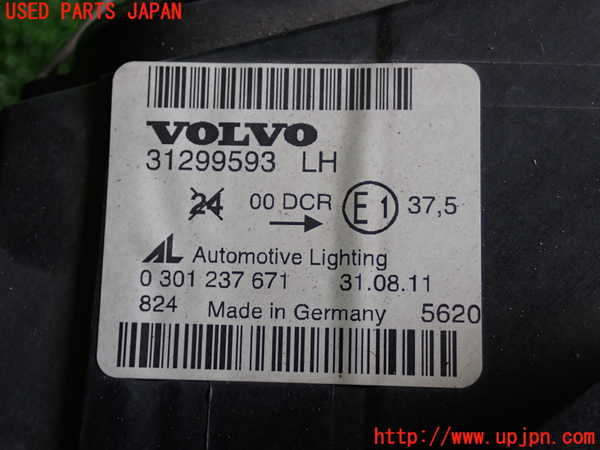 USED PARTS JAPAN
VOLVO
31299593 LH
24 00 DCR E1 37,5
AL Automotive Lighting
0 301 237 671 31.08.11
824 Made in Germany 5620
http://www.upjpn.com/